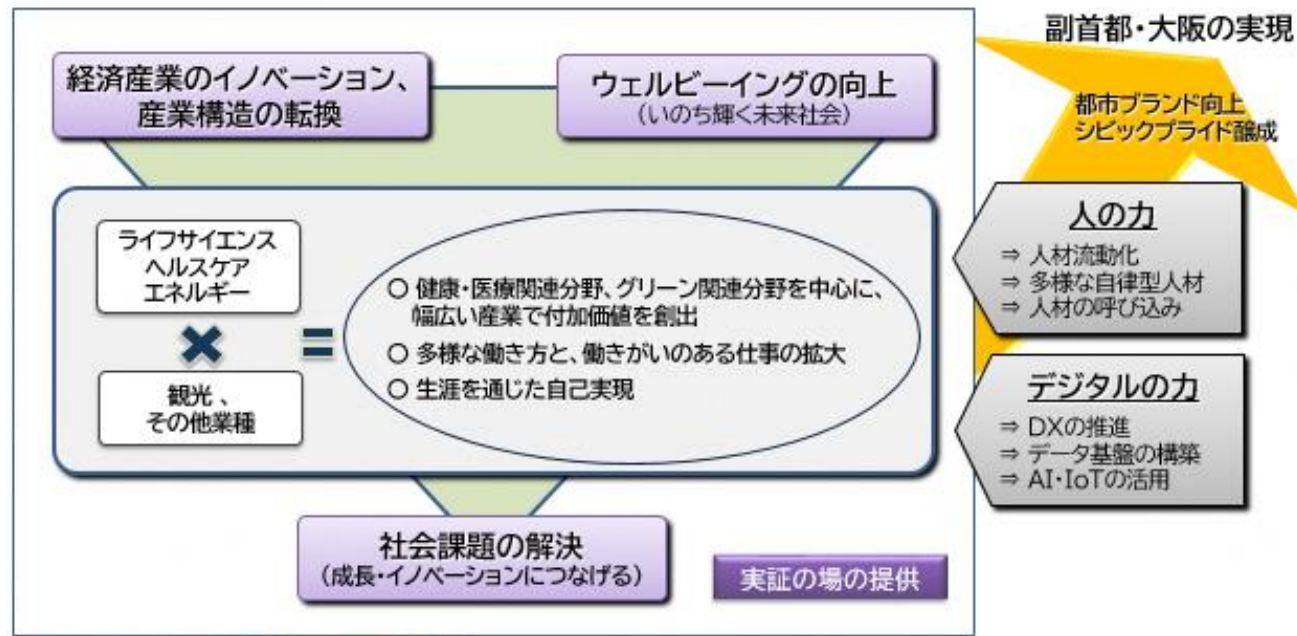 副首都・大阪の実現
都市ブランド向上
シビックプライド醸成
経済産業のイノベーション、
産業構造の転換
ウェルビーイングの向上
（いのち輝く未来社会）
ライフサイエンス
ヘルスケア
エネルギー
×
観光 、
その他業種
=
○ 健康・医療関連分野、グリーン関連分野を中心に、
幅広い産業で付加価値を創出
○ 多様な働き方と、働きがいのある仕事の拡大
○ 生涯を通じた自己実現
人の力
⇒ 人材流動化
⇒ 多様な自律型人材
⇒ 人材の呼び込み
デジタルの力
⇒ DXの推進
⇒ データ基盤の構築
⇒ AI・IoTの活用
社会課題の解決
（成長・イノベーションにつなげる）
実証の場の提供